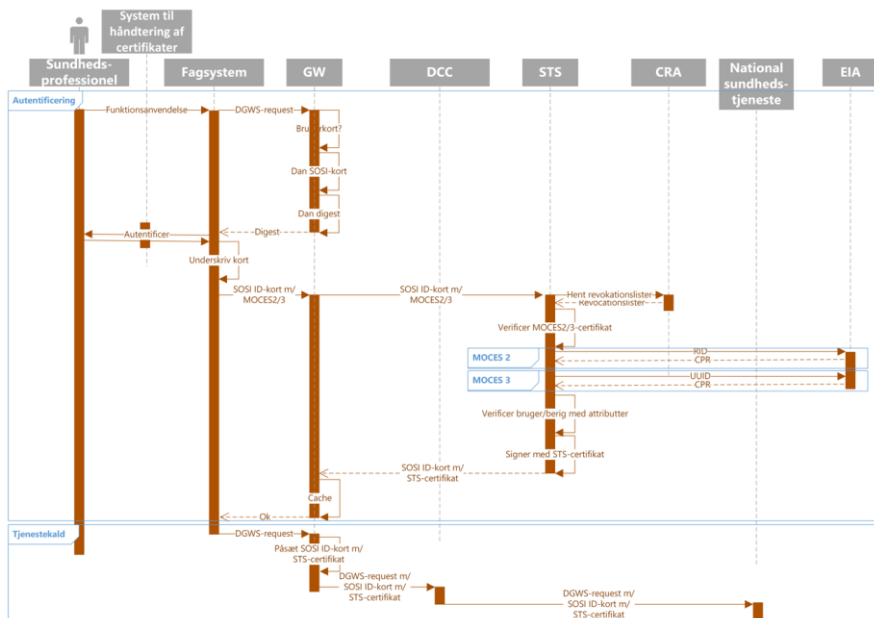 System til
håndtering af
certifikater
Sundheds-
professionel
Fagsystem
GW
DCC
STS
CRA
National
sundheds-
tjeneste
EIA
Autentificering
Funktionsanvendelse
DGWS-request
Brugerkort?
Dan SOSI-kort
Dan digest
Digest
Autentificer
Underskriv kort
SOSI ID-kort m/
MOCES2/3
SOSI ID-kort m/
MOCES2/3
Hent revokationslister
Revocationslister
Verificer MOCES2/3-certifikat
MOCES 2
RID
CPR
MOCES 3
UUID
CPR
Verificer bruger/berig med attributter
Signer med STS-certifikat
SOSI ID-kort m/
STS-certifikat
Cache
Ok
Tjenestekald
DGWS-request
Påsæt SOSI ID-kort m/
STS-certifikat
DGWS-request m/
SOSI ID-kort m/
STS-certifikat
DGWS-request m/
SOSI ID-kort m/
STS-certifikat